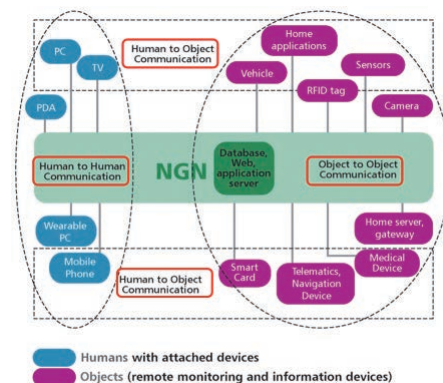 Home
applications
PC
Human to Object
Communication
TV
Vehicle
Sensors
RFID tag
PDA
Camera
Human to Human
Communication
NGN
Database,
Web,
application
server
Object to Object
Communication
Wearable
PC
Home server,
gateway
Mobile
Phone
Human to Object
Communication
Smart
Card
Telematics,
Navigation
Device
Medical
Device
Humans with attached devices
Objects (remote monitoring and information devices)